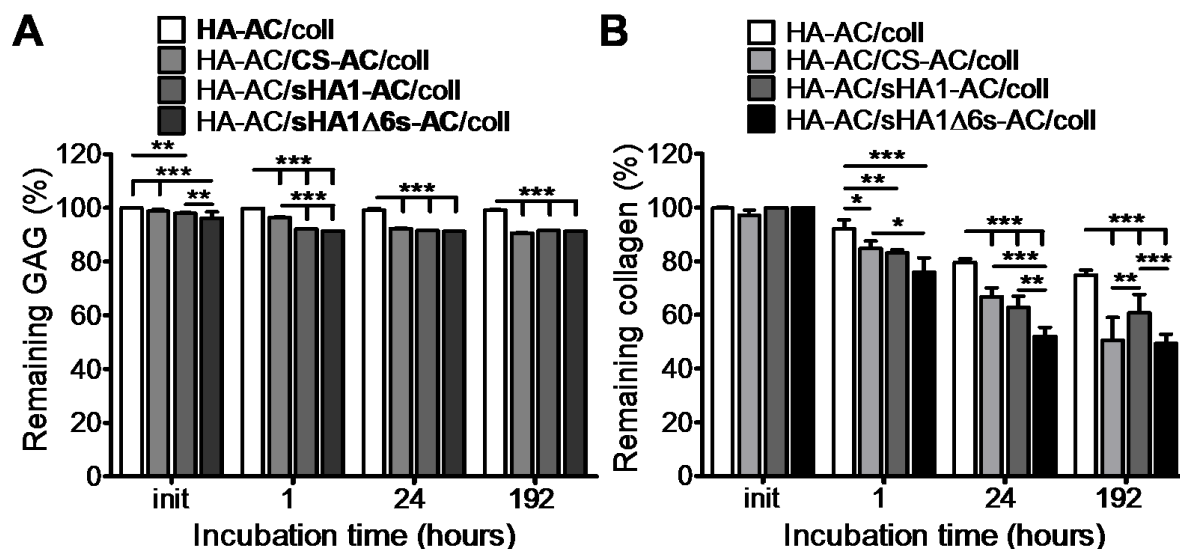 A
HA-AC/coll
HA-AC/CS-AC/coll
HA-AC/sHA1-AC/coll
HA-AC/sHA1Δ6s-AC/coll
Remaining GAG (%)
120
100
80
60
40
20
0
**
***
**
***
***
***
***
init
1
24
192
Incubation time (hours)
B
HA-AC/coll
HA-AC/CS-AC/coll
HA-AC/sHA1-AC/coll
HA-AC/sHA1Δ6s-AC/coll
Remaining collagen (%)
120
100
80
60
40
20
0
***
**
*
*
***
***
**
***
***
**
init
1
24
192
Incubation time (hours)